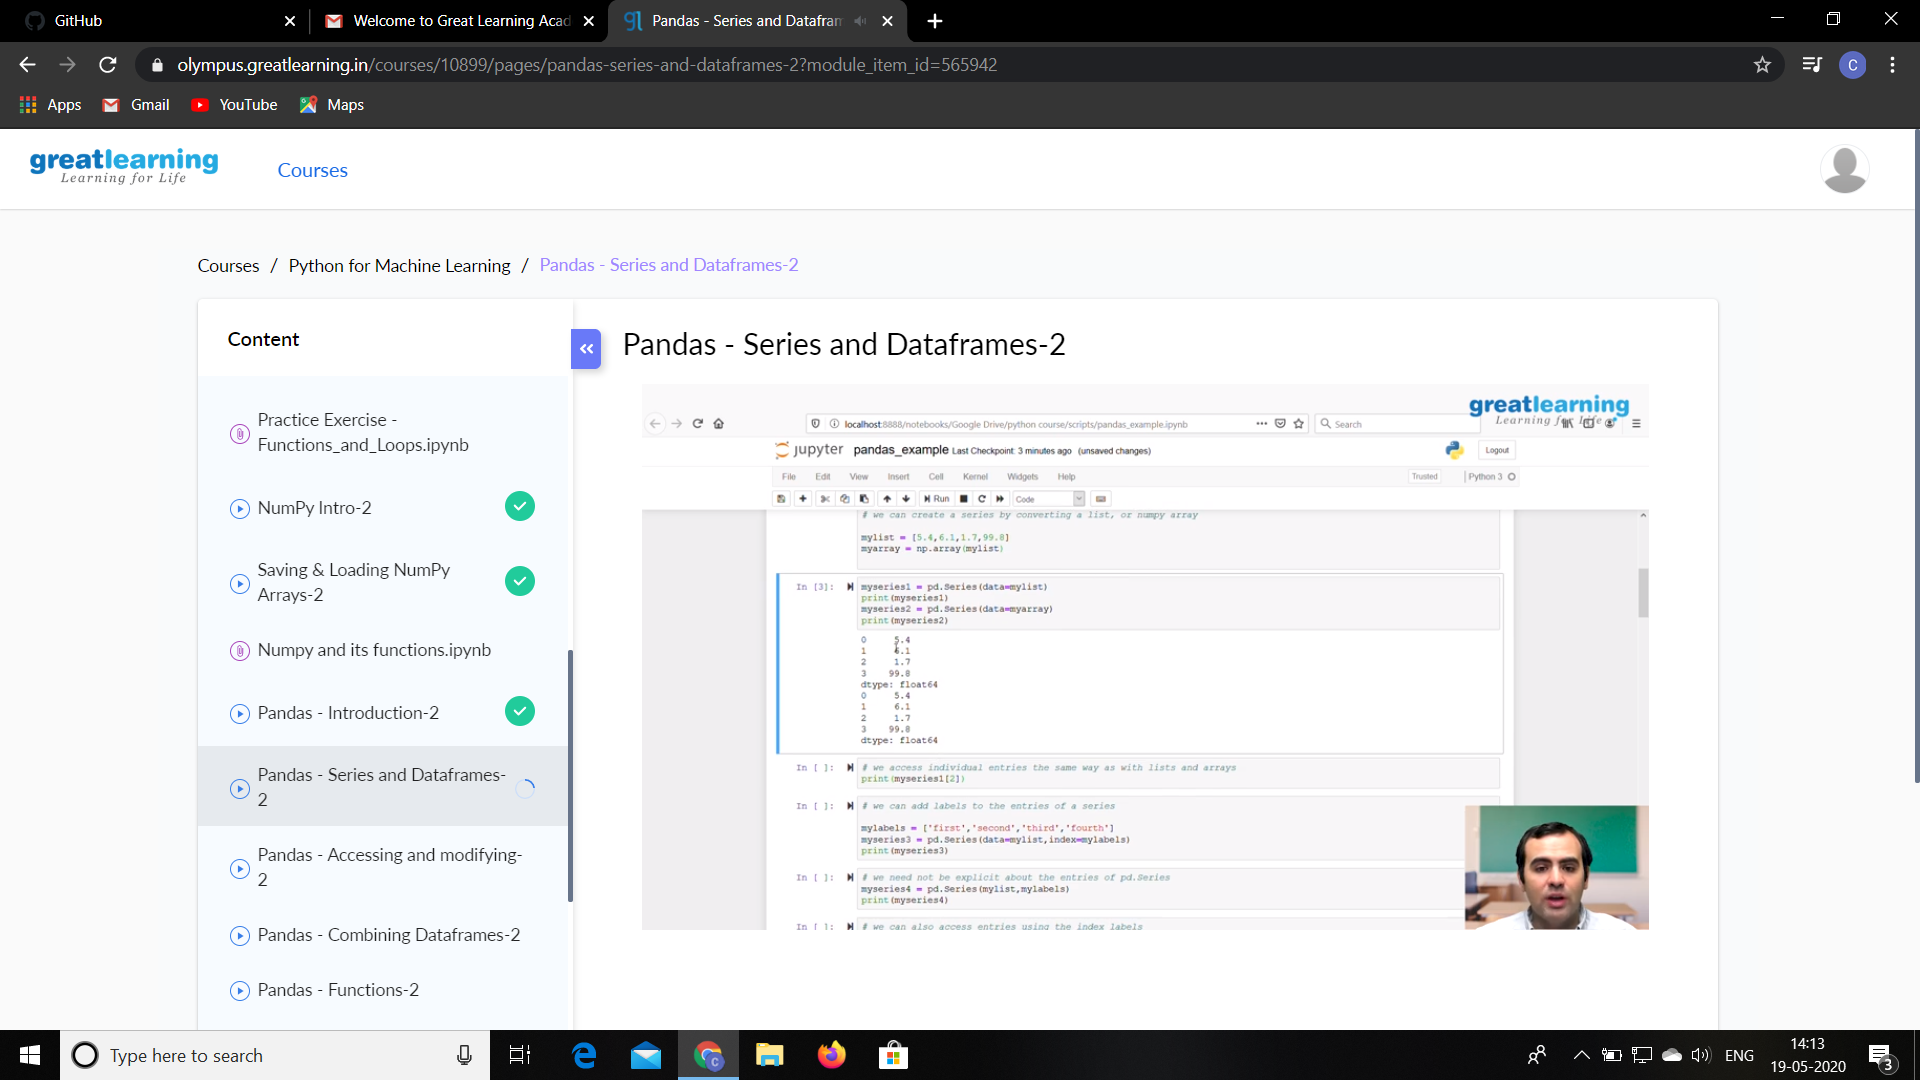 GitHub
Welcome to Great Learning Acad
Pandas - Series and Datafram
olympus.greatlearning.in/courses/10899/pages/pandas-series-and-dataframes-2?module_item_id=565942
C
Apps
Gmail
YouTube
Maps
greatlearning
Learning for Life
Courses
Courses / Python for Machine Learning / Pandas - Series and Dataframes-2
Content
Practice Exercise -
Functions_and_Loops.ipynb
NumPy Intro-2
Saving & Loading NumPy
Arrays-2
Numpy and its functions.ipynb
Pandas - Introduction-2
Pandas - Series and Dataframes-
2
Pandas - Accessing and modifying-
2
Pandas - Combining Dataframes-2
Pandas - Functions-2
Pandas - Series and Dataframes-2
greatlearning
Learning for Life
localhost:8888/notebooks/Google Drive/python course/scripts/pandas_example.ipynb
Search
jupyter pandas_example Last Checkpoint: 3 minutes ago (unsaved changes)
Logout
File Edit View Insert Cell Kernel Widgets Help
Trusted
Python 3
Run
Code
# we can create a series by converting a list, or numpy array
mylist = [5.4,6.1,1.7,99.8]
myarray = np.array(mylist)
In [3]: myseries1 = pd.Series(data=mylist)
print(myseries1)
myseries2 = pd.Series(data=myarray)
print(myseries2)
0 5.4
1 6.1
2 1.7
3 99.8
dtype: float64
0 5.4
1 6.1
2 1.7
3 99.8
dtype: float64
In [ ]: # we access individual entries the same way as with lists and arrays
print(myseries1[2])
In [ ]: # we can add labels to the entries of a series
mylabels = ['first','second','third','fourth']
myseries3 = pd.Series(data=mylist,index=mylabels)
print(myseries3)
In [ ]: # we need not be explicit about the entries of pd.Series
myseries4 = pd.Series(mylist,mylabels)
print(myseries4)
In [ ]: # we can also access entries using the index labels
Type here to search
C
ENG
14:13
19-05-2020
3